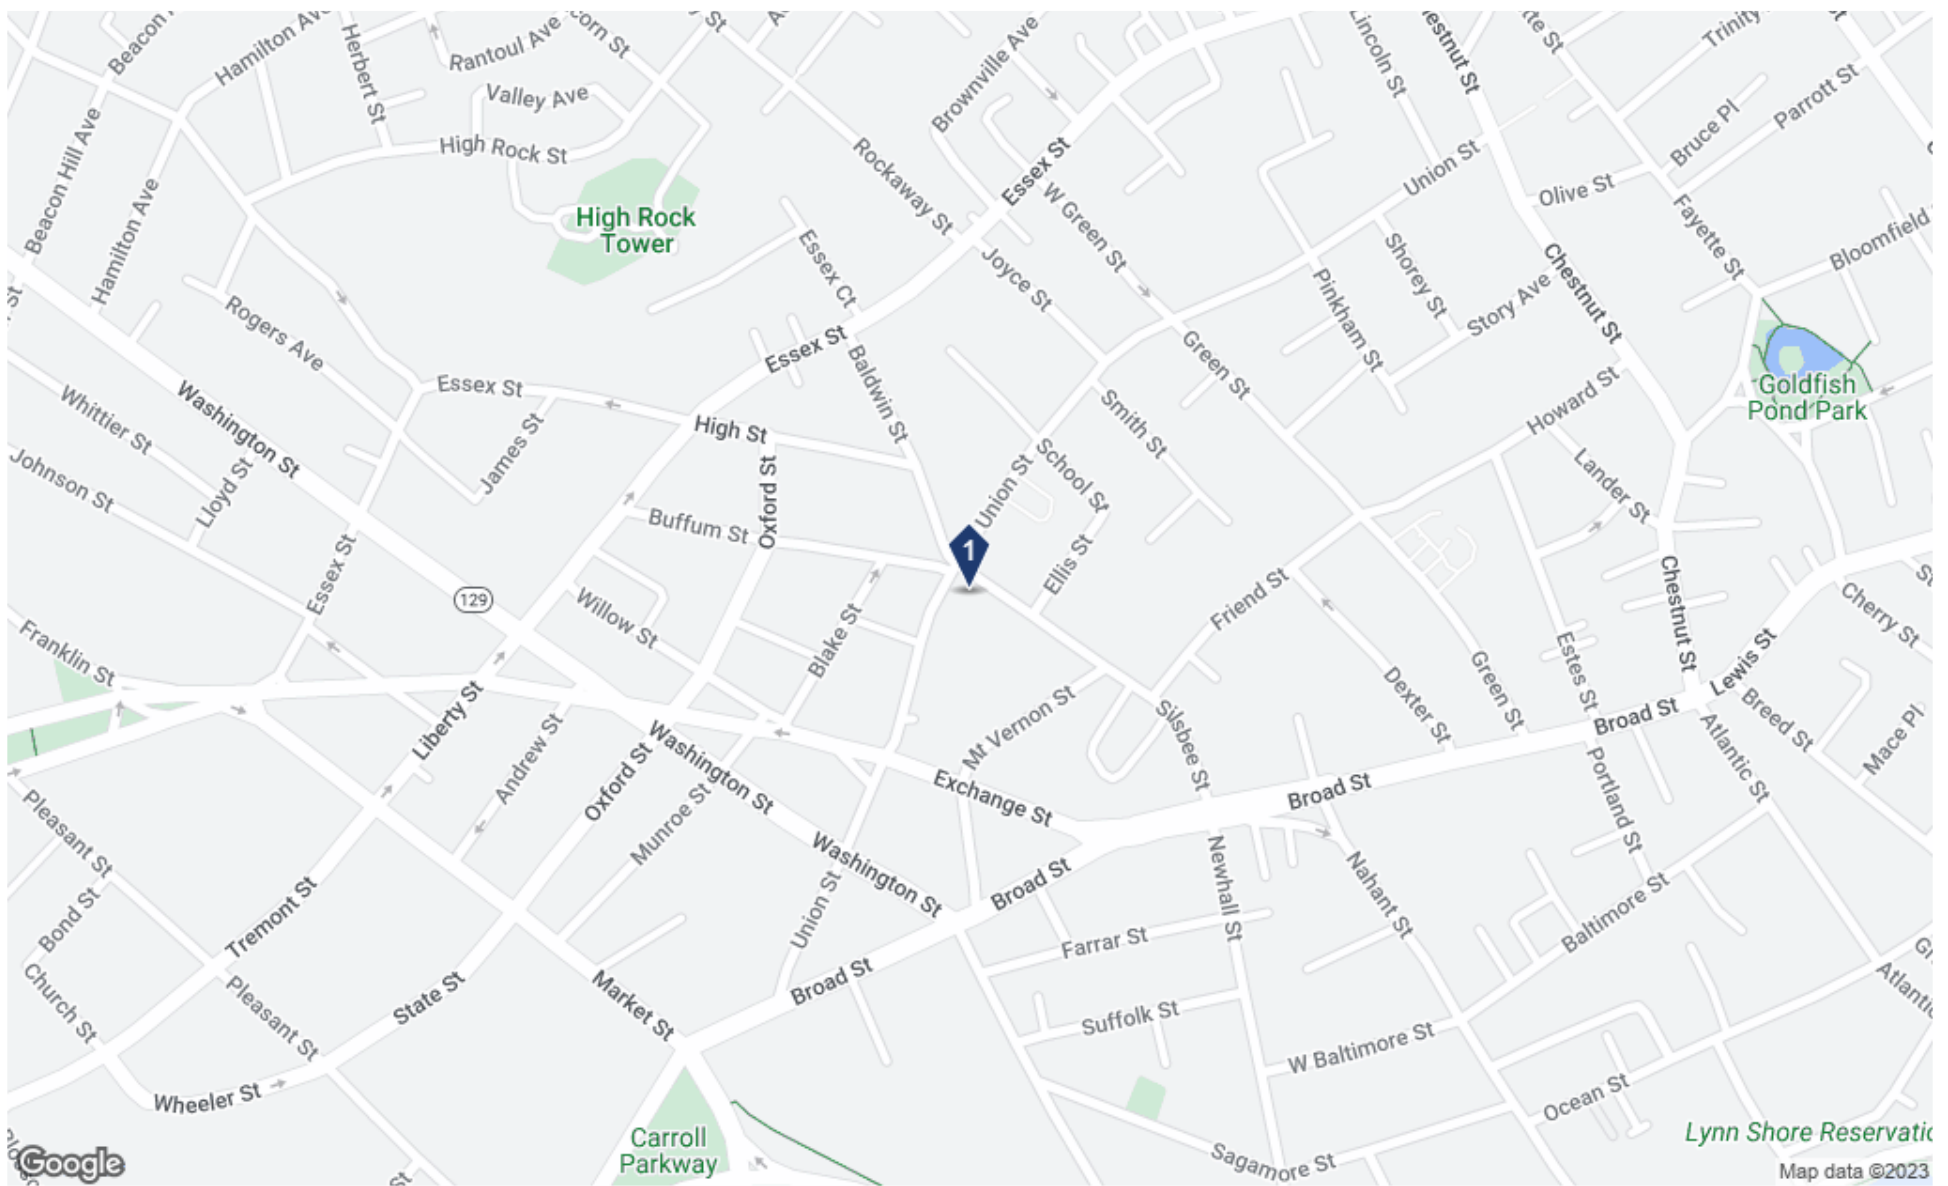 Beacon H
Hamilton Ave
Herbert St
Rantoul Ave
corn St
Valley Ave
High Rock St
Beacon Hill Ave
Hamilton Ave
High Rock
Tower
Rockaway St
Brownville Ave
Essex St
W Green St
Lincoln St
estnut St
tte St
Trinity
Parrott St
Bruce Pl
Union St
Olive St
Fayette St
Bloomfield
Chestnut St
Shorey St
Story Ave
Pinkham St
Joyce St
Essex Ct
Rogers Ave
Essex St
Baldwin St
Green St
Goldfish
Pond Park
Howard St
Smith St
Essex St
High St
Washington St
Whittier St
Lloyd St
James St
Johnson St
Oxford St
Buffum St
Union St
School St
Lander St
1
Ellis St
Friend St
Essex St
129
Willow St
Blake St
Chestnut St
Cherry St
Lewis St
Estes St
Green St
Dexter St
Franklin St
Liberty St
Andrew St
Mt Vernon St
Silsbee St
Broad St
Breed St
Mace Pl
Atlantic St
Washington St
Oxford St
Munroe St
Exchange St
Broad St
Portland St
Pleasant St
Washington St
Newhall St
Nahant St
Baltimore St
Bond St
Tremont St
Union St
Broad St
Farrar St
Church St
Pleasant St
State St
Market St
Broad St
Suffolk St
W Baltimore St
Atlantic
Wheeler St
Ocean St
Carroll
Parkway
Sagamore St
Lynn Shore Reservatio
Google
Map data ©2023